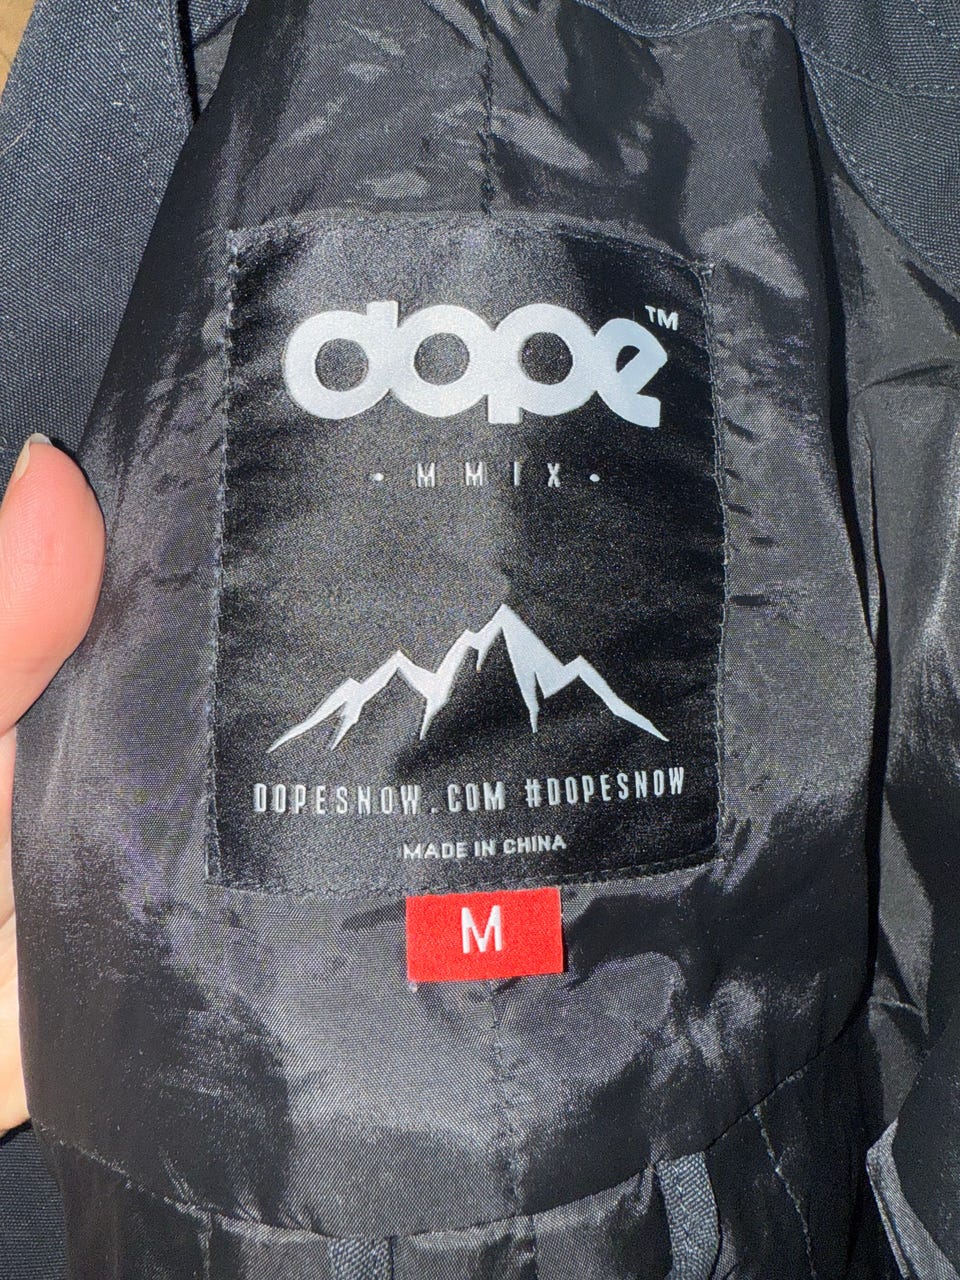 dope™
• MMIX •
DOPESNOW.COM #DOPESNOW
MADE IN CHINA
M